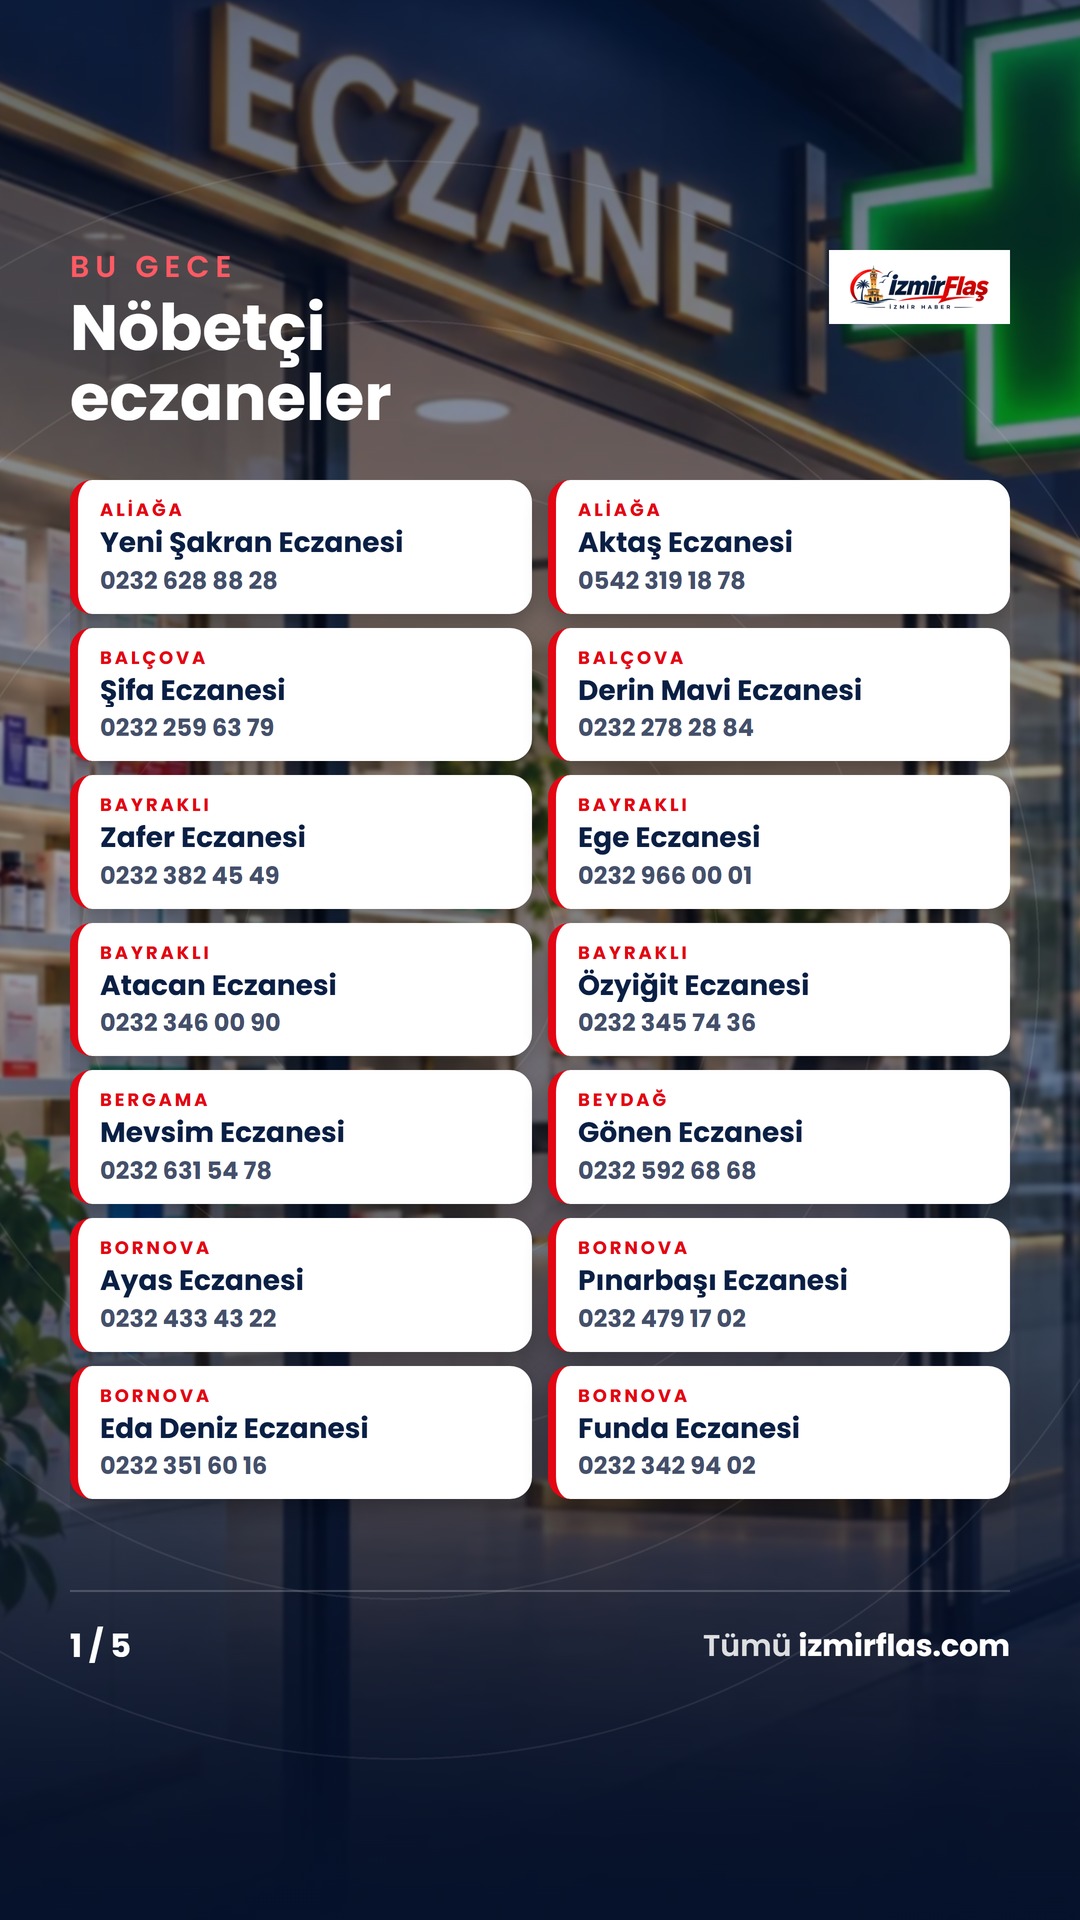 ECZANE
BU GECE
Nöbetçi
eczaneler
izmirFlaş
İZMİR HABER
ALİAĞA
Yeni Şakran Eczanesi
0232 628 88 28
ALİAĞA
Aktaş Eczanesi
0542 319 18 78
BALÇOVA
Şifa Eczanesi
0232 259 63 79
BALÇOVA
Derin Mavi Eczanesi
0232 278 28 84
BAYRAKLI
Zafer Eczanesi
0232 382 45 49
BAYRAKLI
Ege Eczanesi
0232 966 00 01
BAYRAKLI
Atacan Eczanesi
0232 346 00 90
BAYRAKLI
Özyiğit Eczanesi
0232 345 74 36
BERGAMA
Mevsim Eczanesi
0232 631 54 78
BEYDAĞ
Gönen Eczanesi
0232 592 68 68
BORNOVA
Ayas Eczanesi
0232 433 43 22
BORNOVA
Pınarbaşı Eczanesi
0232 479 17 02
BORNOVA
Eda Deniz Eczanesi
0232 351 60 16
BORNOVA
Funda Eczanesi
0232 342 94 02
1 / 5
Tümü izmirflas.com